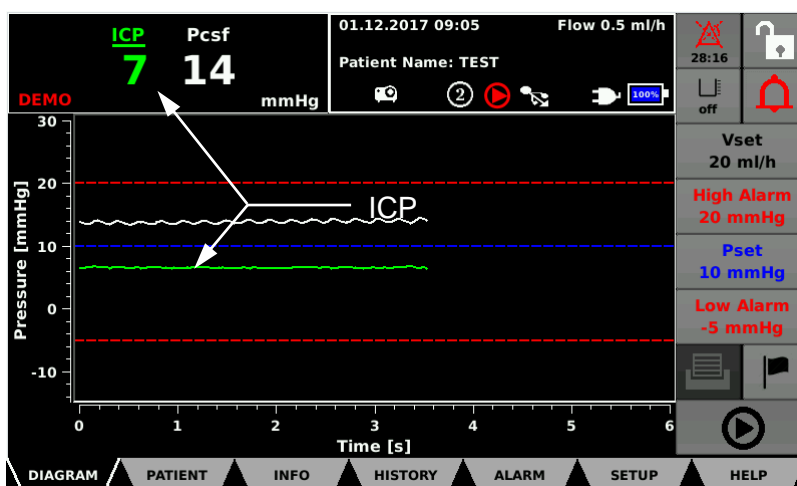 ICP Pcsf
7 14
DEMO mmHg
01.12.2017 09:05 Flow 0.5 ml/h
Patient Name: TEST
2 100%
28:16
off
Vset
20 ml/h
High Alarm
20 mmHg
Pset
10 mmHg
Low Alarm
-5 mmHg
Pressure [mmHg]
30
20
10
0
-10
ICP
0 1 2 3 4 5 6
Time [s]
DIAGRAM PATIENT INFO HISTORY ALARM SETUP HELP